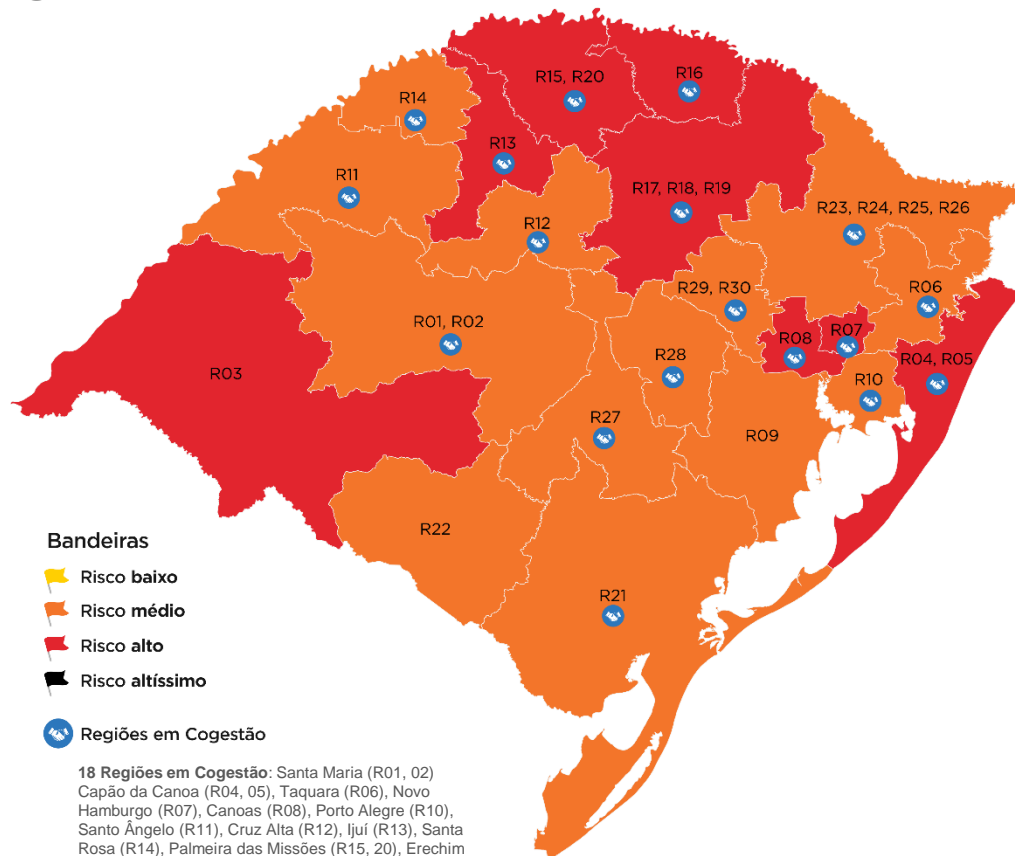 R15, R20
R16
R14
R13
R11
R17, R18, R19
R23, R24, R25, R26
R12
R29, R30
R06
R01, R02
R07
R08
R28
R04, R05
R03
R10
R27
R09
R22
R21
Bandeiras
Risco baixo
Risco médio
Risco alto
Risco altíssimo
Regiões em Cogestão
18 Regiões em Cogestão: Santa Maria (R01, 02)
Capão da Canoa (R04, 05), Taquara (R06), Novo
Hamburgo (R07), Canoas (R08), Porto Alegre (R10),
Santo Ângelo (R11), Cruz Alta (R12), Ijuí (R13), Santa
Rosa (R14), Palmeira das Missões (R15, 20), Erechim